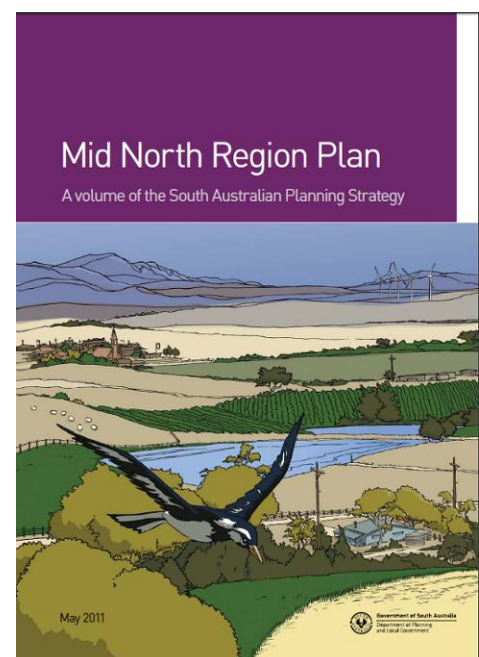 Mid North Region Plan
A volume of the South Australian Planning Strategy
May 2011
Government of South Australia
Department of Planning
and Local Government